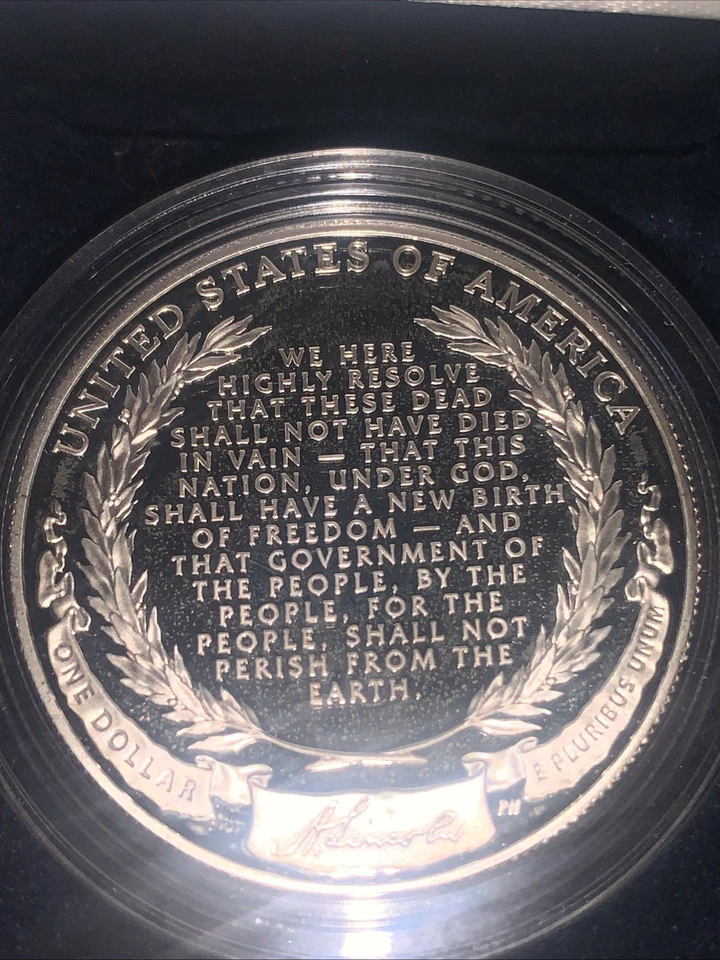 UNITED STATES OF AMERICA
WE HERE
HIGHLY RESOLVE
THAT THESE DEAD
SHALL NOT HAVE DIED
IN VAIN — THAT THIS
NATION, UNDER GOD,
SHALL HAVE A NEW BIRTH
OF FREEDOM — AND
THAT GOVERNMENT OF
THE PEOPLE, BY THE
PEOPLE, FOR THE
PEOPLE, SHALL NOT
PERISH FROM THE
EARTH.
ONE DOLLAR
A. Lincoln
E PLURIBUS UNUM